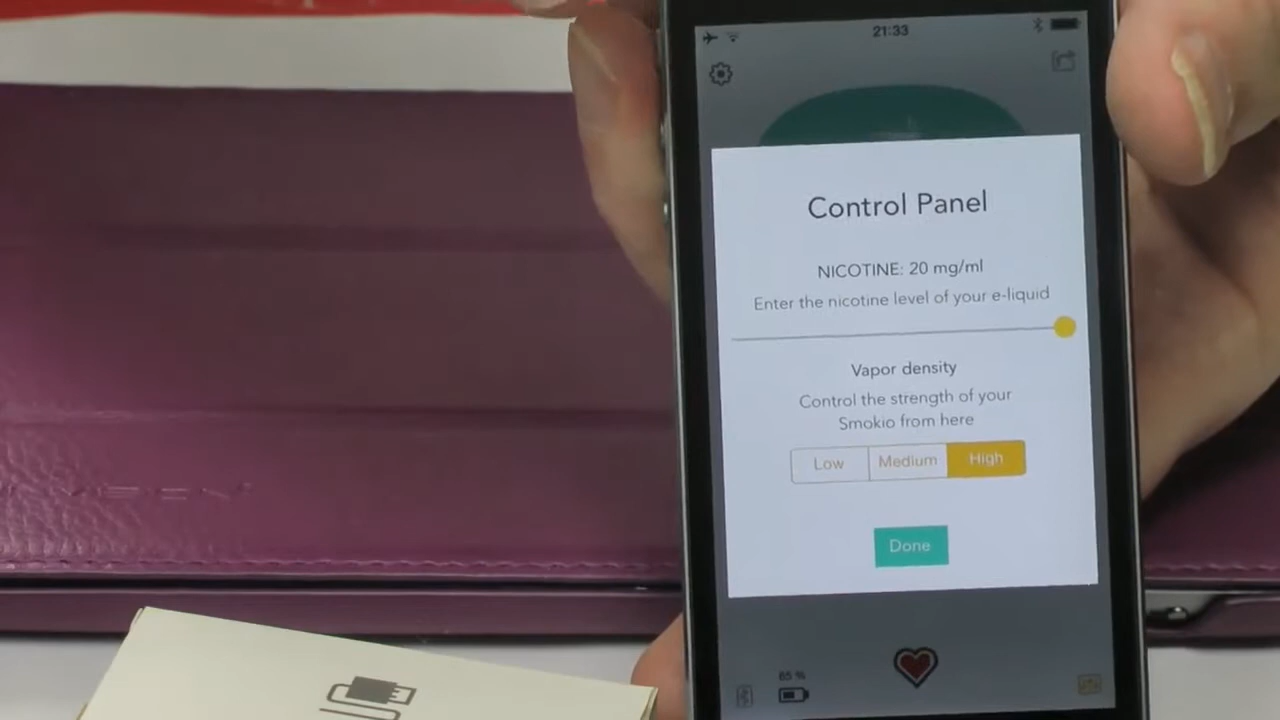 21:33
Control Panel
NICOTINE: 20 mg/ml
Enter the nicotine level of your e-liquid
Vapor density
Control the strength of your
Smokio from here
Low Medium High
Done
65 %